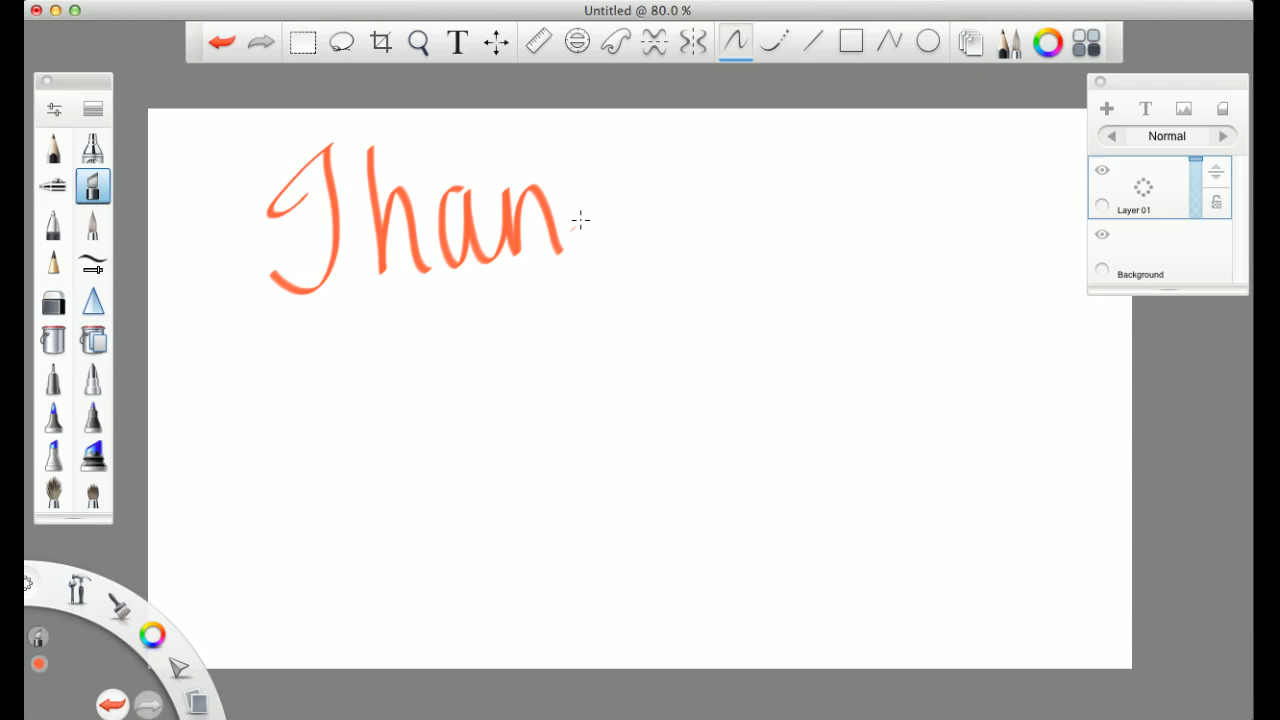 Untitled @ 80.0 %
T
T
Normal
Layer 01
Background
Than